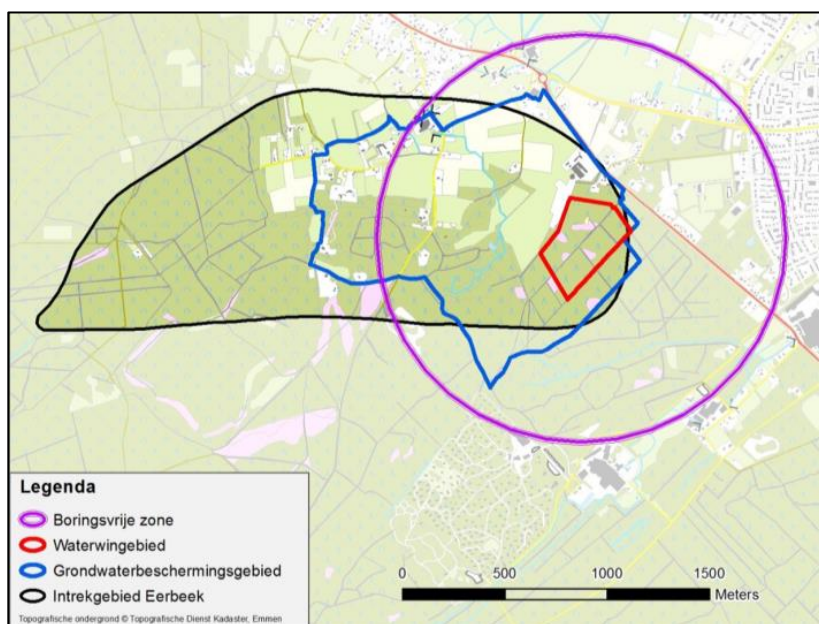 Legenda
Boringsvrije zone
Waterwingebied
Grondwaterbeschermingsgebied
Intrekgebied Eerbeek
Topografische ondergrond © Topografische Dienst Kadaster, Emmen
0 500 1000 1500
Meters